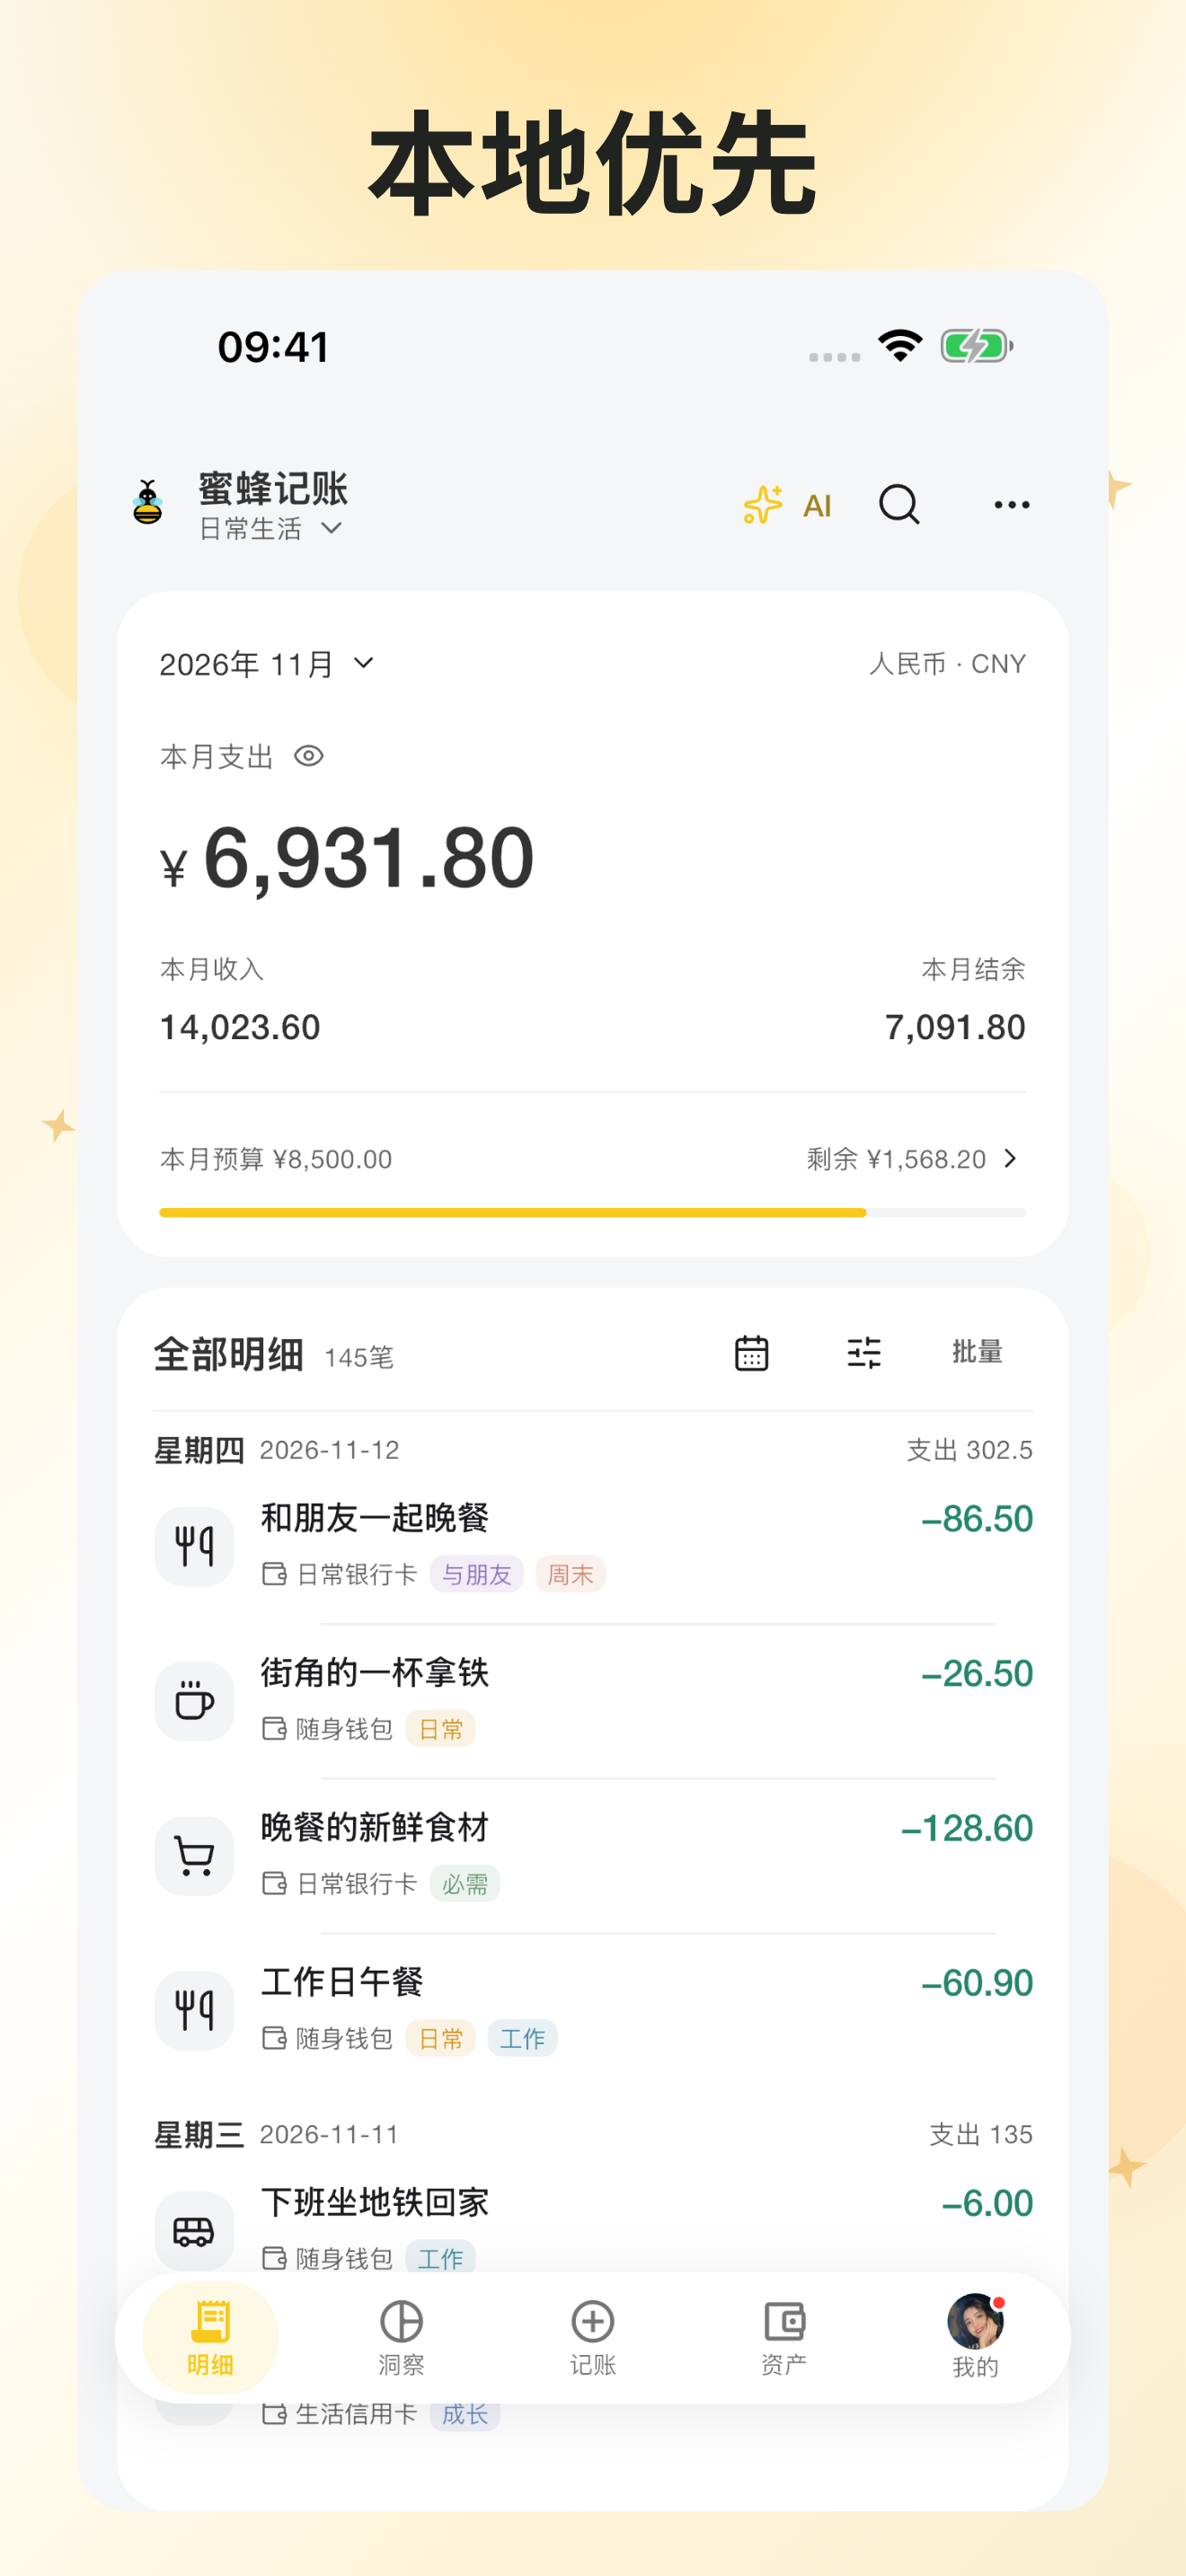 本地优先
09:41
蜜蜂记账
日常生活
AI
2026年 11月
人民币 · CNY
本月支出
¥ 6,931.80
本月收入
本月结余
14,023.60
7,091.80
本月预算 ¥8,500.00
剩余 ¥1,568.20
全部明细 145笔
批量
星期四 2026-11-12
支出 302.5
和朋友一起晚餐
-86.50
日常银行卡 与朋友 周末
街角的一杯拿铁
-26.50
随身钱包 日常
晚餐的新鲜食材
-128.60
日常银行卡 必需
工作日午餐
-60.90
随身钱包 日常 工作
星期三 2026-11-11
支出 135
下班坐地铁回家
-6.00
随身钱包 工作
明细
洞察
记账
资产
我的
生活信用卡 成长